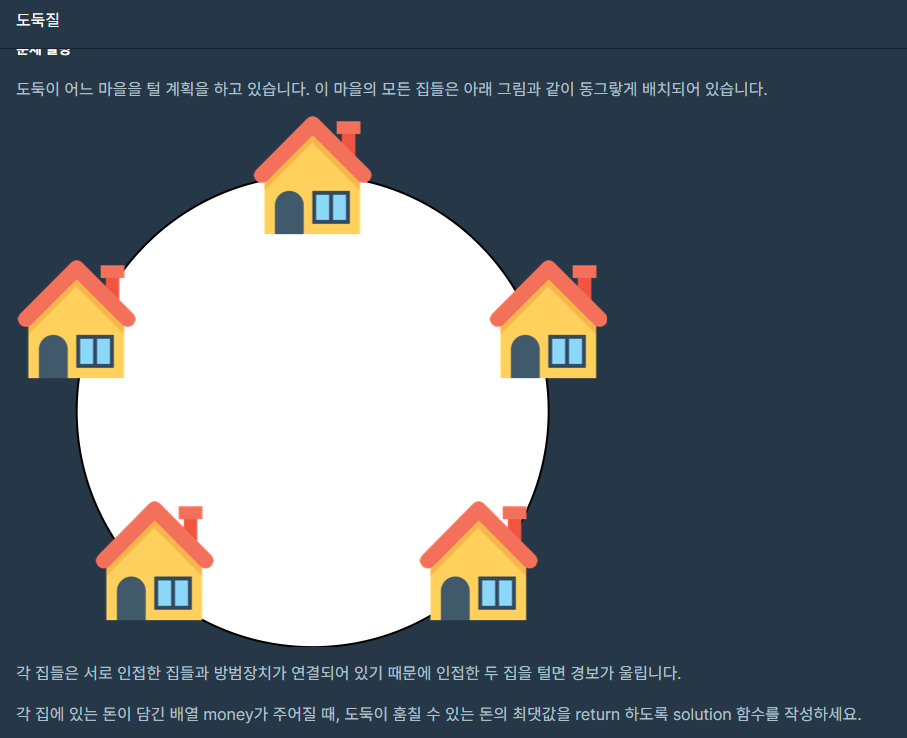 도둑질
도둑이 어느 마을을 털 계획을 하고 있습니다. 이 마을의 모든 집들은 아래 그림과 같이 동그랗게 배치되어 있습니다.
각 집들은 서로 인접한 집들과 방범장치가 연결되어 있기 때문에 인접한 두 집을 털면 경보가 울립니다.
각 집에 있는 돈이 담긴 배열 money가 주어질 때, 도둑이 훔칠 수 있는 돈의 최댓값을 return 하도록 solution 함수를 작성하세요.